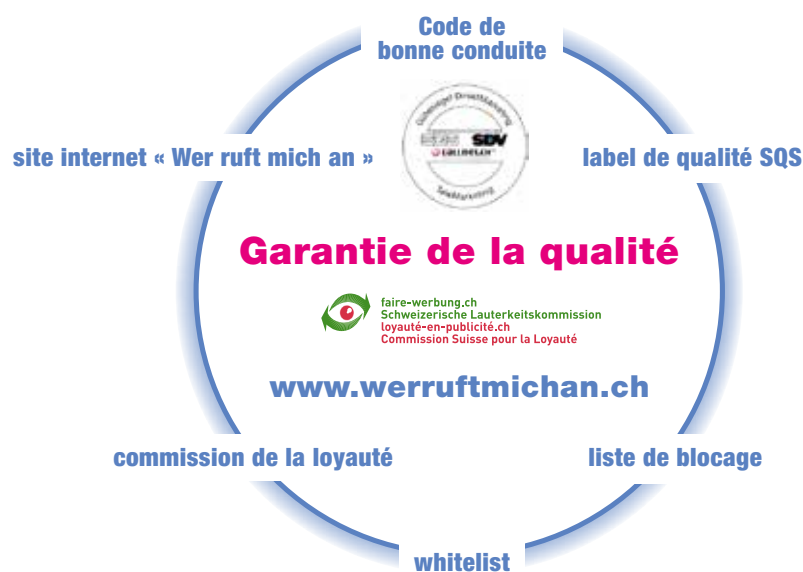 Code de
bonne conduite
SDV
site internet « Wer ruft mich an »
label de qualité SQS
Garantie de la qualité
faire-werbung.ch
Schweizerische Lauterkeitskommission
loyauté-en-publicité.ch
Commission Suisse pour la Loyauté
www.werruftmichan.ch
commission de la loyauté
liste de blocage
whitelist